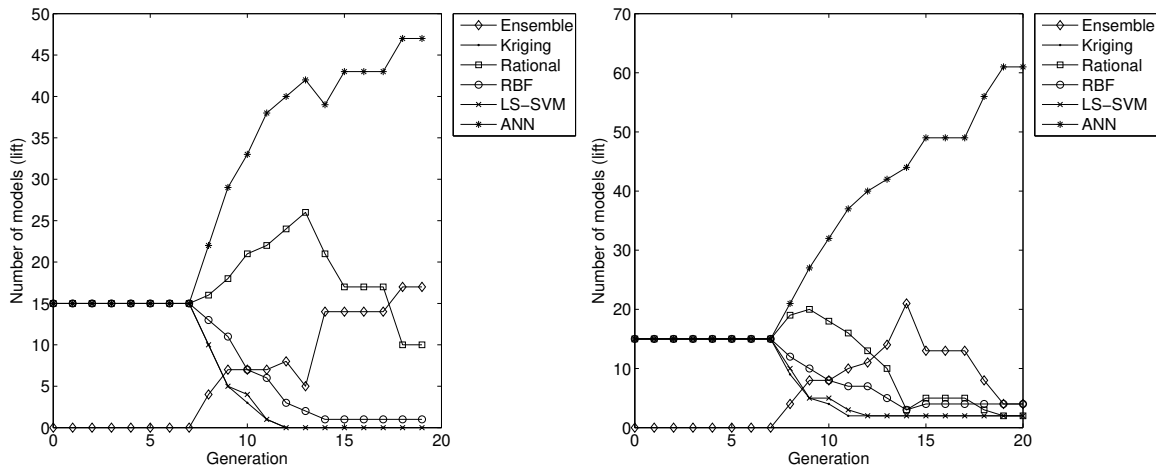 50
45
40
35
30
25
20
15
10
5
0
0 5 10 15 20
Generation
Number of models (lift)
Ensemble
Kriging
Rational
RBF
LS−SVM
ANN
70
60
50
40
30
20
10
0
0 5 10 15 20
Generation
Number of models (lift)
Ensemble
Kriging
Rational
RBF
LS−SVM
ANN